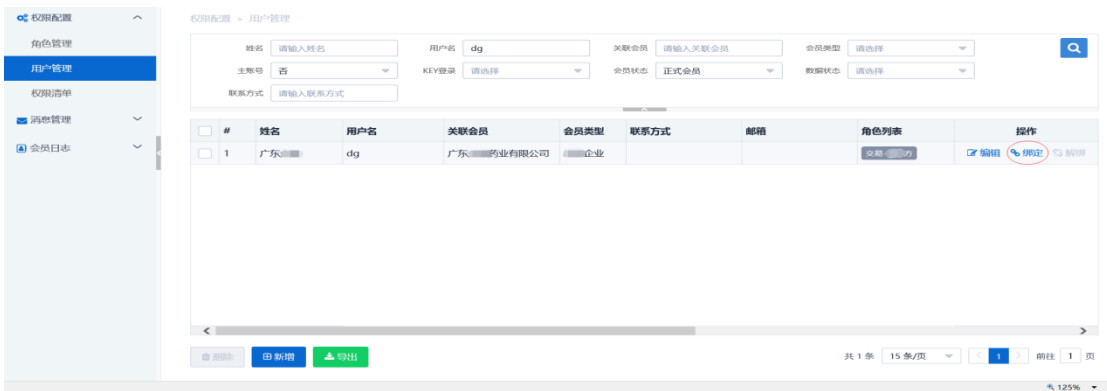 权限配置
角色管理
用户管理
权限清单
消息管理
会员日志
权限配置 » 用户管理
姓名 请输入姓名 用户名 dg 关联会员 请输入关联会员 会员类型 请选择
主账号 否 KEY登录 请选择 会员状态 正式会员 数据状态 请选择
联系方式 请输入联系方式
# 姓名 用户名 关联会员 会员类型 联系方式 邮箱 角色列表 操作
1 广东 dg 广东 药业有限公司 企业 交易 方 编辑 绑定 解绑
删除 新增 导出 共 1 条 15 条/页 1 前往 1 页
125%